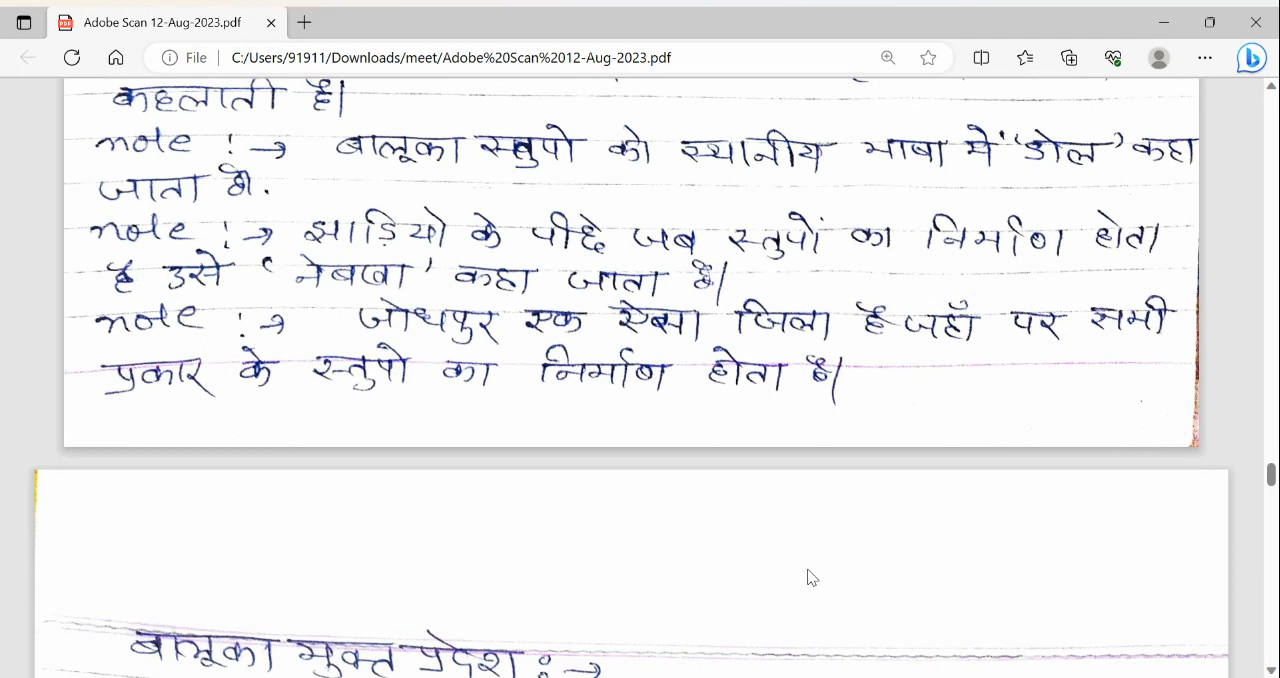 Adobe Scan 12-Aug-2023.pdf
File C:/Users/91911/Downloads/meet/Adobe%20Scan%2012-Aug-2023.pdf
कहलाती है।
note :→ बालूका स्तुपो को स्थानीय भाषा में "डोल" कहा
जाता है.
note :→ झाड़ियो के पीछे जब स्तुपों का निर्माण होता
है उसे ' नेबखा ' कहा जाता है।
note :→ जोधपुर एक ऐसा जिला है जहाँ पर सभी
प्रकार के स्तुपो का निर्माण होता है।
बालूका मुक्त प्रदेश :→